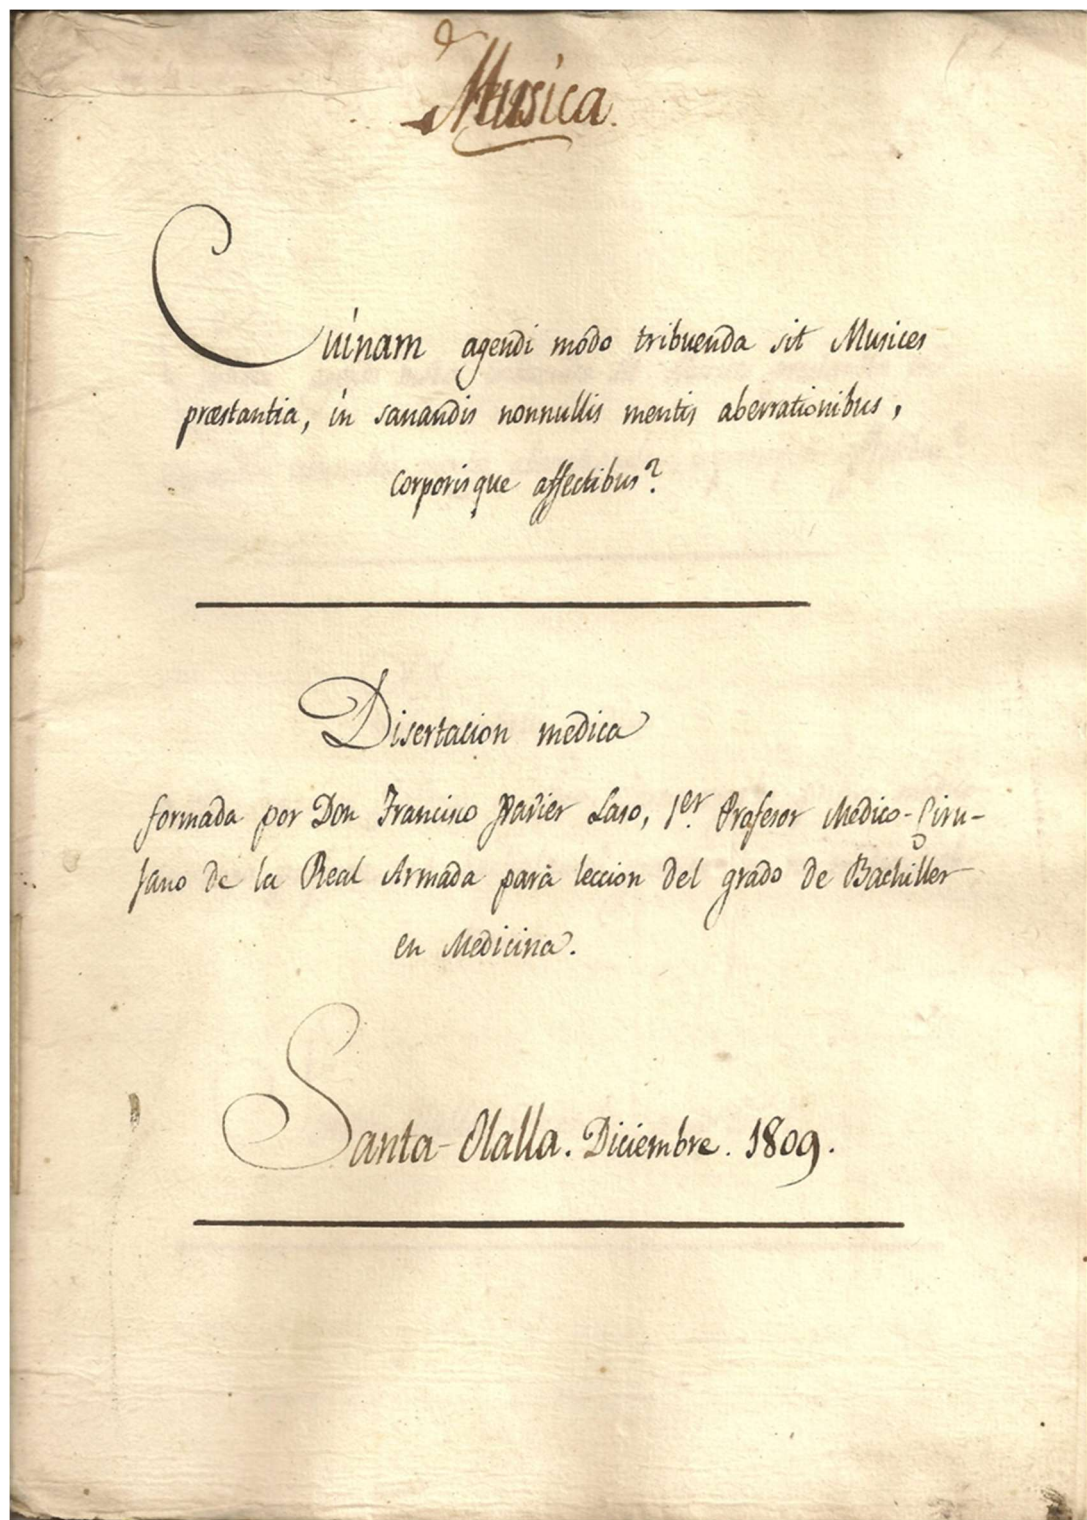 Musica.
Cuinam agendi modo tribuenda sit Musices
præstantia, in sanandis nonnullis mentis aberrationibus,
corporisque affectibus?
Disertacion medica
formada por Don Francisco Xavier Laso, 1.er Profesor Medico-Ciru-
jano de la Real Armada para leccion del grado de Bachiller
en Medicina.
Santa-Olalla. Diciembre. 1809.